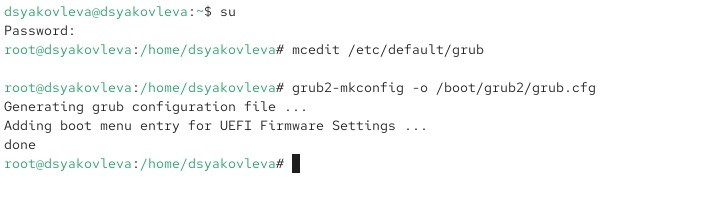 dsyakovleva@dsyakovleva:~$ su
Password:
root@dsyakovleva:/home/dsyakovleva# mcedit /etc/default/grub
root@dsyakovleva:/home/dsyakovleva# grub2-mkconfig -o /boot/grub2/grub.cfg
Generating grub configuration file ...
Adding boot menu entry for UEFI Firmware Settings ...
done
root@dsyakovleva:/home/dsyakovleva#